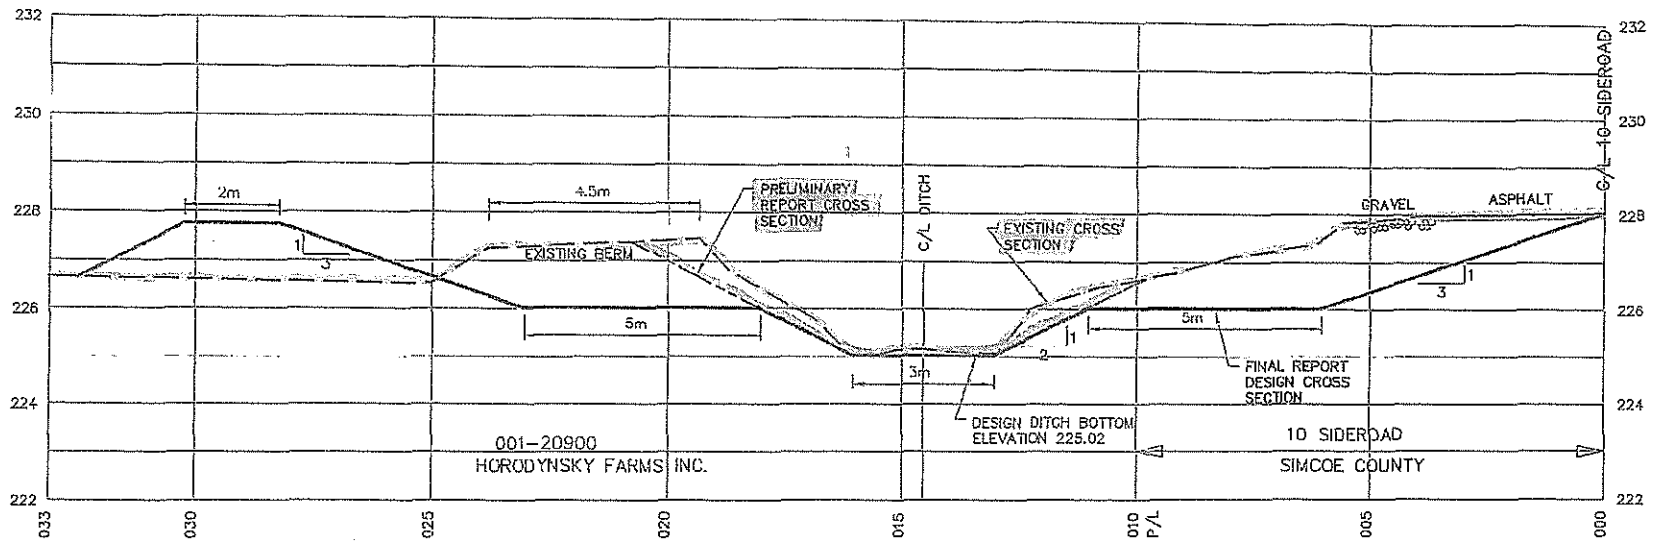 232
232
C/L 10 SIDEROAD
230
230
2m
4.5m
PRELIMINARY
REPORT CROSS
SECTION
C/L DITCH
GRAVEL
ASPHALT
228
228
EXISTING CROSS
SECTION
1
3
EXISTING BERM
1
3
226
226
5m
5m
1
2
3m
FINAL REPORT
DESIGN CROSS
SECTION
224
224
DESIGN DITCH BOTTOM
ELEVATION 225.02
001-20900
HORODYNSKY FARMS INC.
10 SIDEROAD
SIMCOE COUNTY
222
222
033
030
025
020
015
010
P/L
005
000